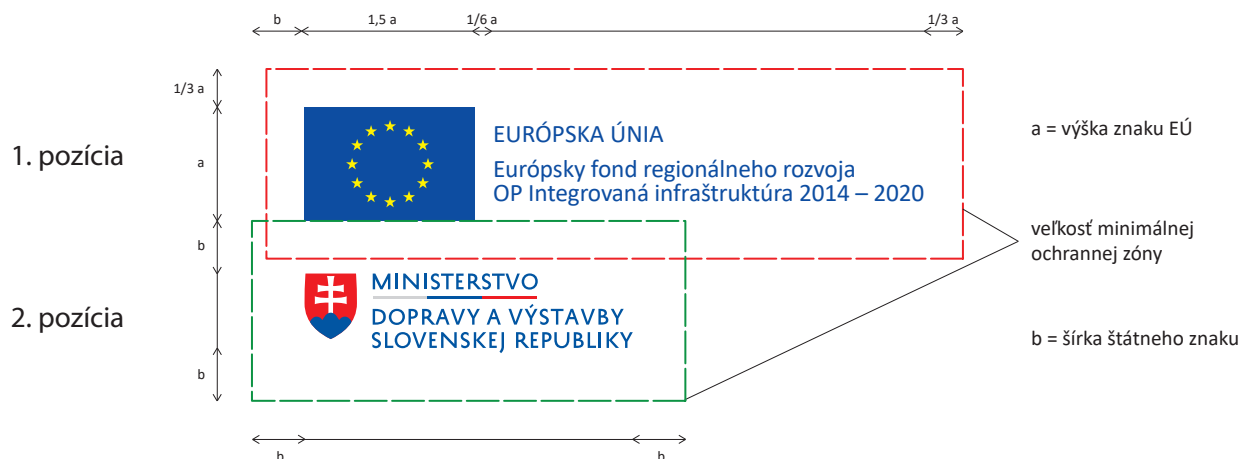 b
1,5 a
1/6 a
1/3 a
1/3 a
1. pozícia
a
EURÓPSKA ÚNIA
Európsky fond regionálneho rozvoja
OP Integrovaná infraštruktúra 2014 – 2020
a = výška znaku EÚ
b
veľkosť minimálnej
ochrannej zóny
2. pozícia
MINISTERSTVO
DOPRAVY A VÝSTAVBY
SLOVENSKEJ REPUBLIKY
b = šírka štátneho znaku
b
b
b